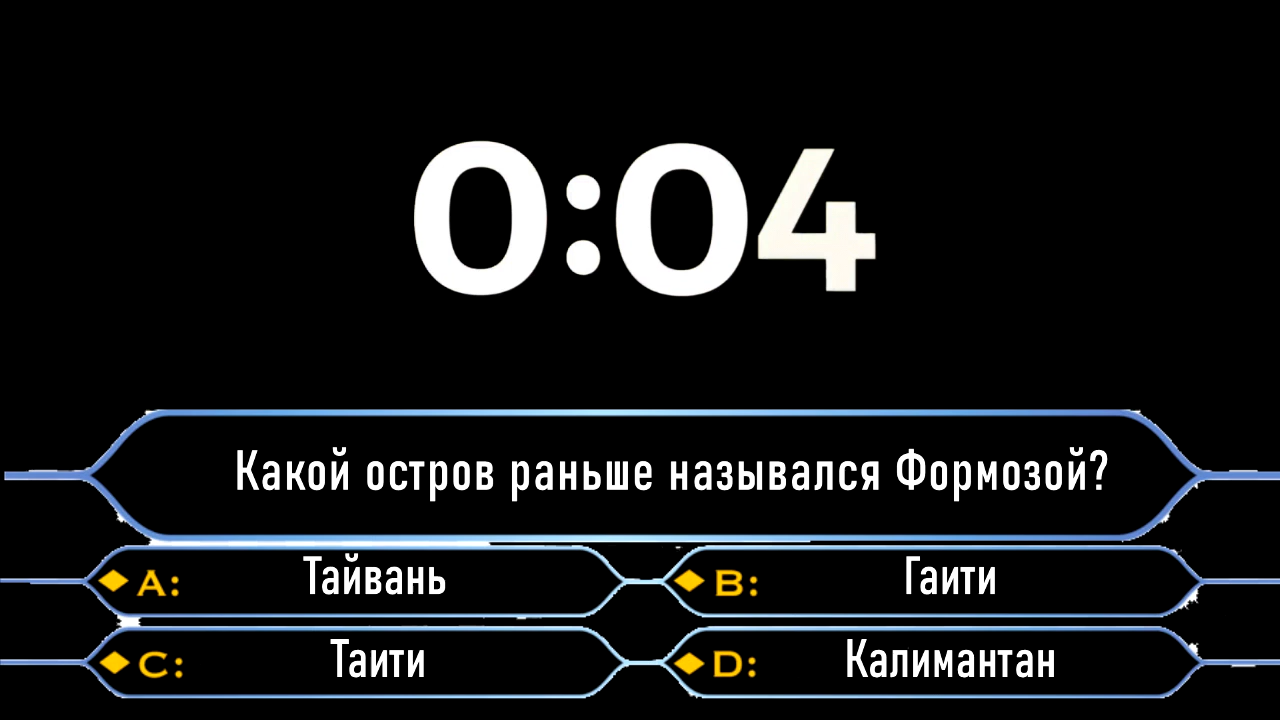 0:04
Какой остров раньше назывался Формозой?
A: Тайвань
B: Гаити
C: Таити
D: Калимантан